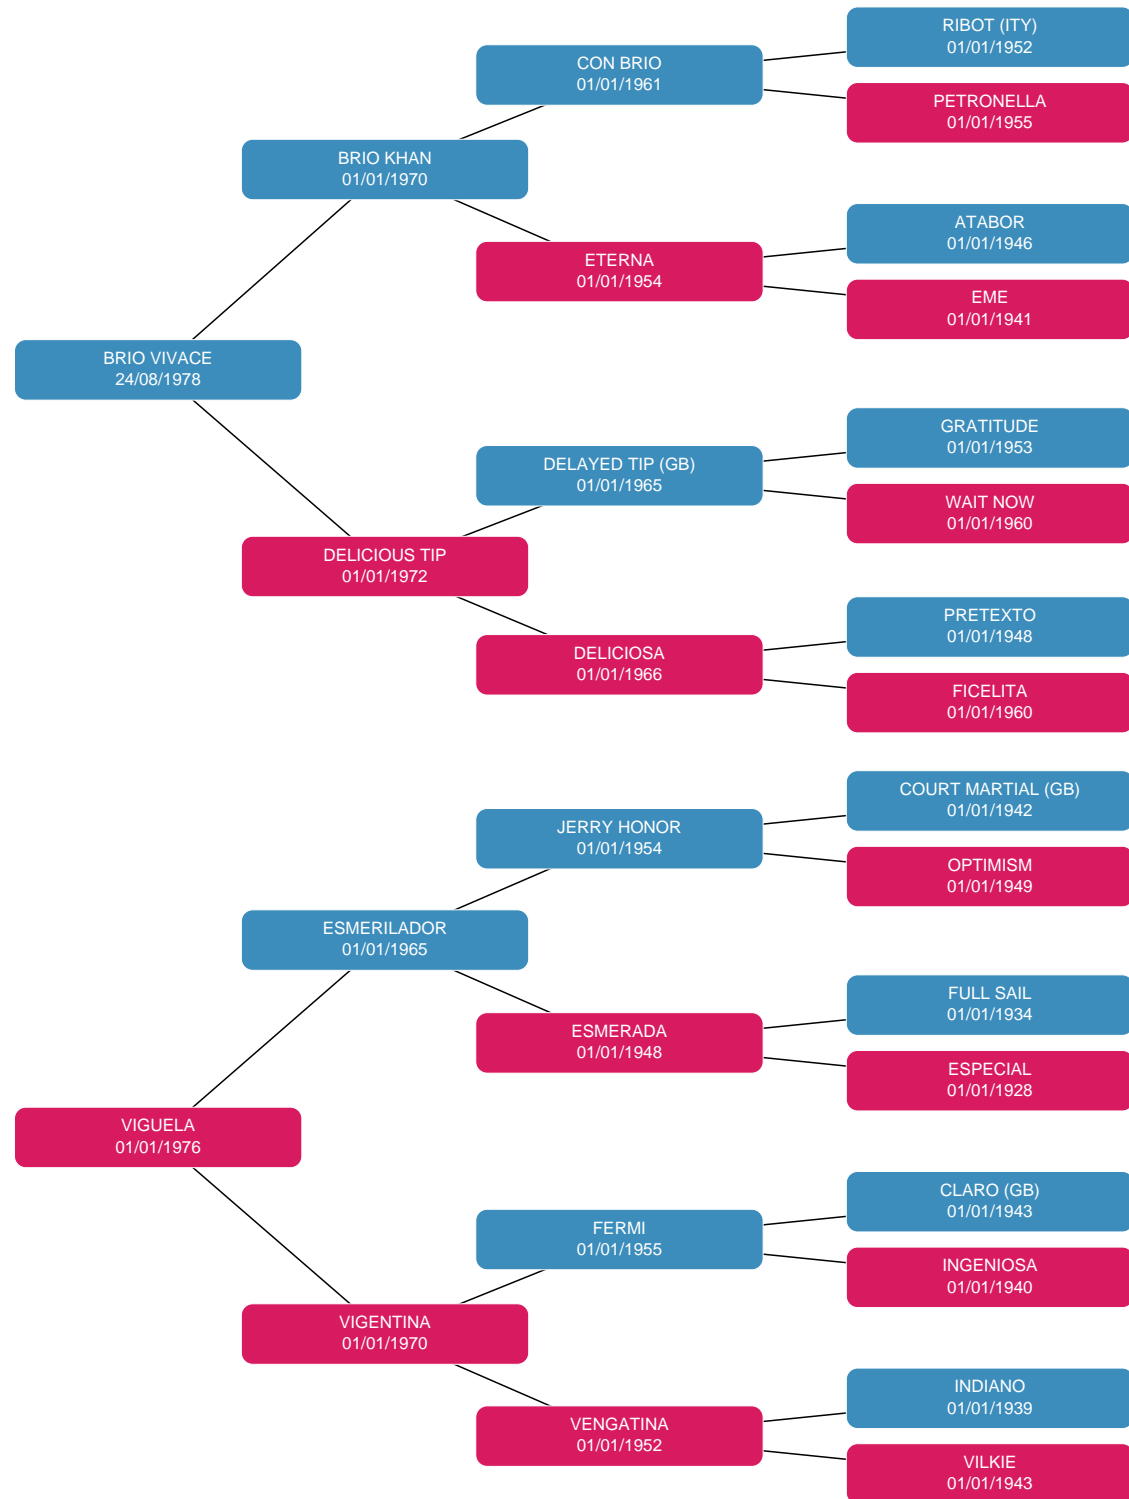 RIBOT (ITY)
01/01/1952
CON BRIO
01/01/1961
PETRONELLA
01/01/1955
BRIO KHAN
01/01/1970
ATABOR
01/01/1946
ETERNA
01/01/1954
EME
01/01/1941
BRIO VIVACE
24/08/1978
GRATITUDE
01/01/1953
DELAYED TIP (GB)
01/01/1965
WAIT NOW
01/01/1960
DELICIOUS TIP
01/01/1972
PRETEXTO
01/01/1948
DELICIOSA
01/01/1966
FICELITA
01/01/1960
COURT MARTIAL (GB)
01/01/1942
JERRY HONOR
01/01/1954
OPTIMISM
01/01/1949
ESMERILADOR
01/01/1965
FULL SAIL
01/01/1934
ESMERADA
01/01/1948
ESPECIAL
01/01/1928
VIGUELA
01/01/1976
CLARO (GB)
01/01/1943
FERMI
01/01/1955
INGENIOSA
01/01/1940
VIGENTINA
01/01/1970
INDIANO
01/01/1939
VENGATINA
01/01/1952
VILKIE
01/01/1943